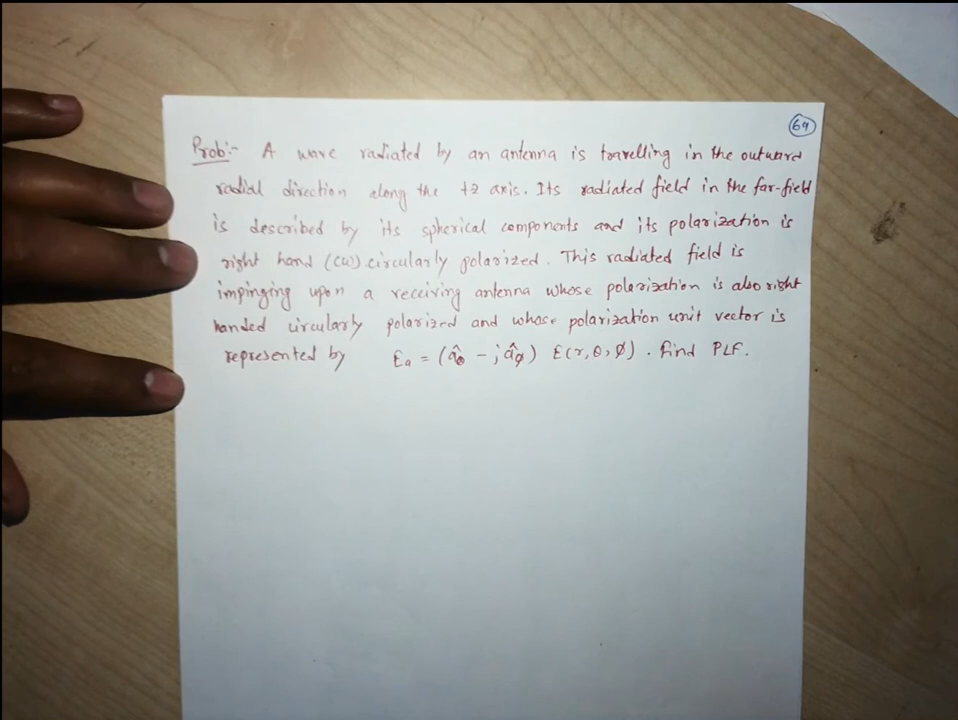 69
Prob:- A wave radiated by an antenna is travelling in the outward
radial direction along the +z axis. Its radiated field in the far-field
is described by its spherical components and its polarization is
right hand (CW) circularly polarized. This radiated field is
impinging upon a receiving antenna whose polarization is also right
handed circularly polarized and whose polarization unit vector is
represented by Ea = (âθ - jâφ) E(r,θ,φ). Find PLF.